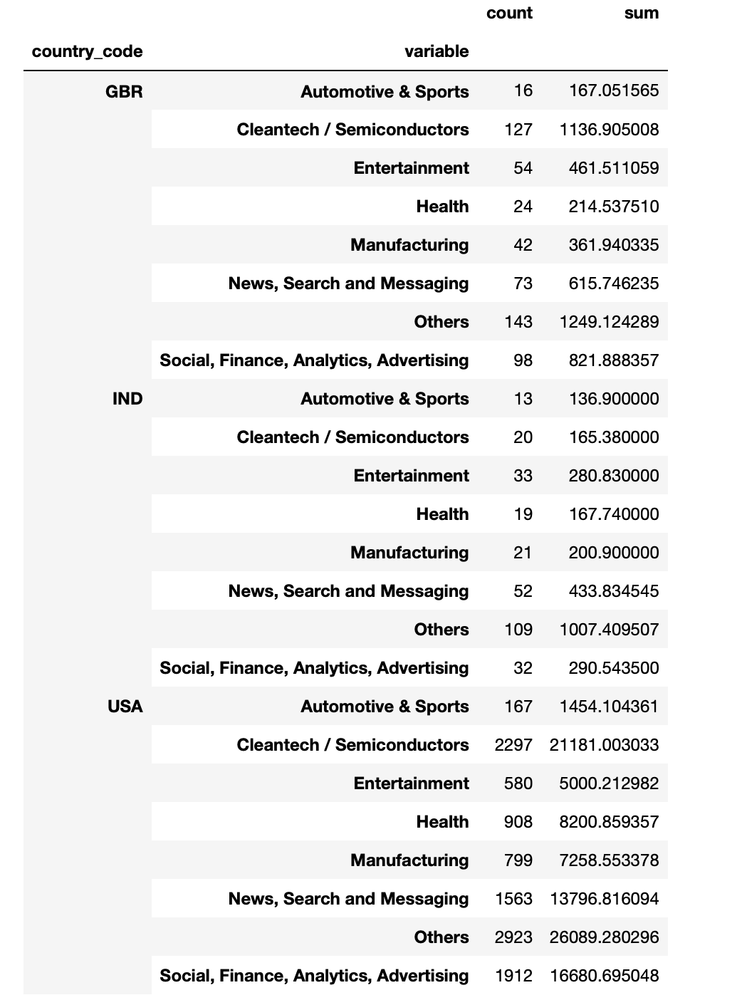 count sum
country_code variable
GBR Automotive & Sports 16 167.051565
Cleantech / Semiconductors 127 1136.905008
Entertainment 54 461.511059
Health 24 214.537510
Manufacturing 42 361.940335
News, Search and Messaging 73 615.746235
Others 143 1249.124289
Social, Finance, Analytics, Advertising 98 821.888357
IND Automotive & Sports 13 136.900000
Cleantech / Semiconductors 20 165.380000
Entertainment 33 280.830000
Health 19 167.740000
Manufacturing 21 200.900000
News, Search and Messaging 52 433.834545
Others 109 1007.409507
Social, Finance, Analytics, Advertising 32 290.543500
USA Automotive & Sports 167 1454.104361
Cleantech / Semiconductors 2297 21181.003033
Entertainment 580 5000.212982
Health 908 8200.859357
Manufacturing 799 7258.553378
News, Search and Messaging 1563 13796.816094
Others 2923 26089.280296
Social, Finance, Analytics, Advertising 1912 16680.695048